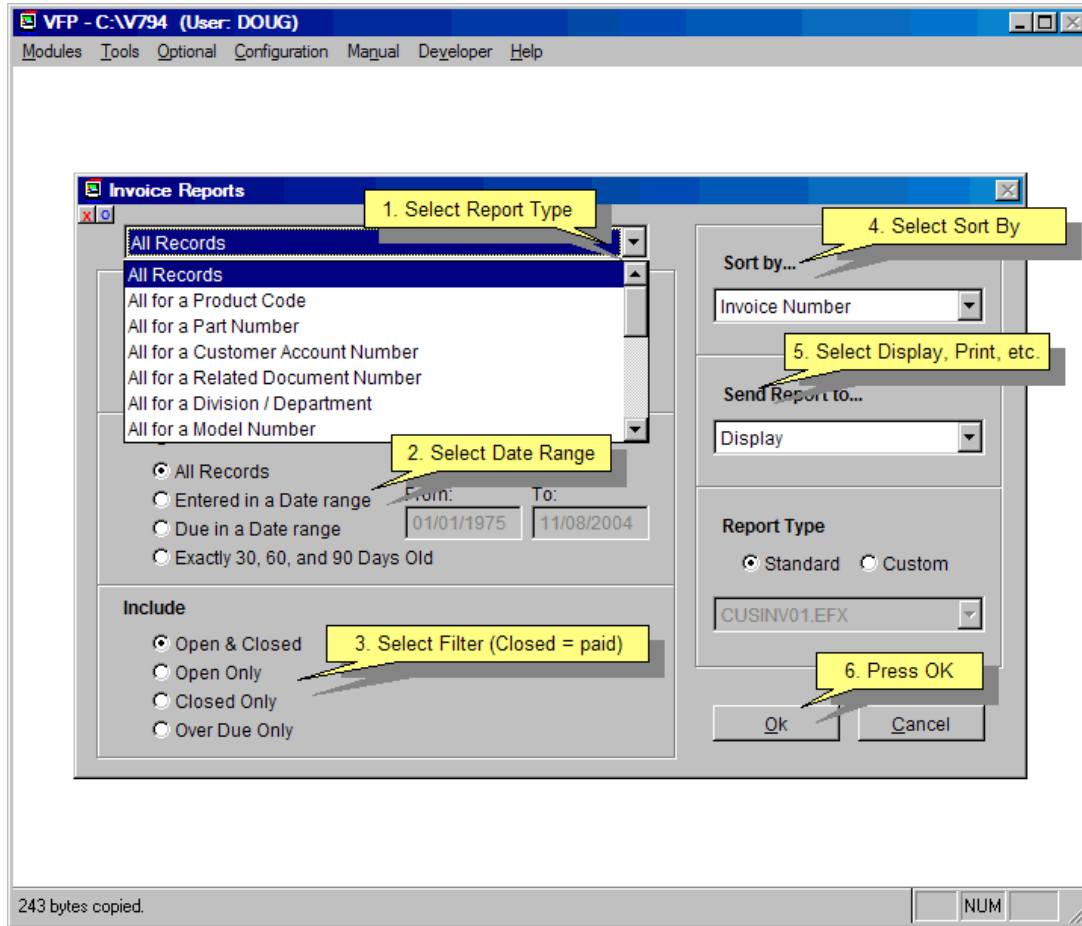 VFP - C:\V794 (User: DOUG)
Modules Tools Optional Configuration Manual Developer Help
Invoice Reports
X O
1. Select Report Type
All Records
All Records
All for a Product Code
All for a Part Number
All for a Customer Account Number
All for a Related Document Number
All for a Division / Department
All for a Model Number
2. Select Date Range
All Records
Entered in a Date range
Due in a Date range
Exactly 30, 60, and 90 Days Old
From: To:
01/01/1975 11/08/2004
Include
Open & Closed
Open Only
Closed Only
Over Due Only
3. Select Filter (Closed = paid)
4. Select Sort By
Sort by...
Invoice Number
5. Select Display, Print, etc.
Send Report to...
Display
Report Type
Standard Custom
CUSINV01.EFX
6. Press OK
Ok Cancel
243 bytes copied.
NUM